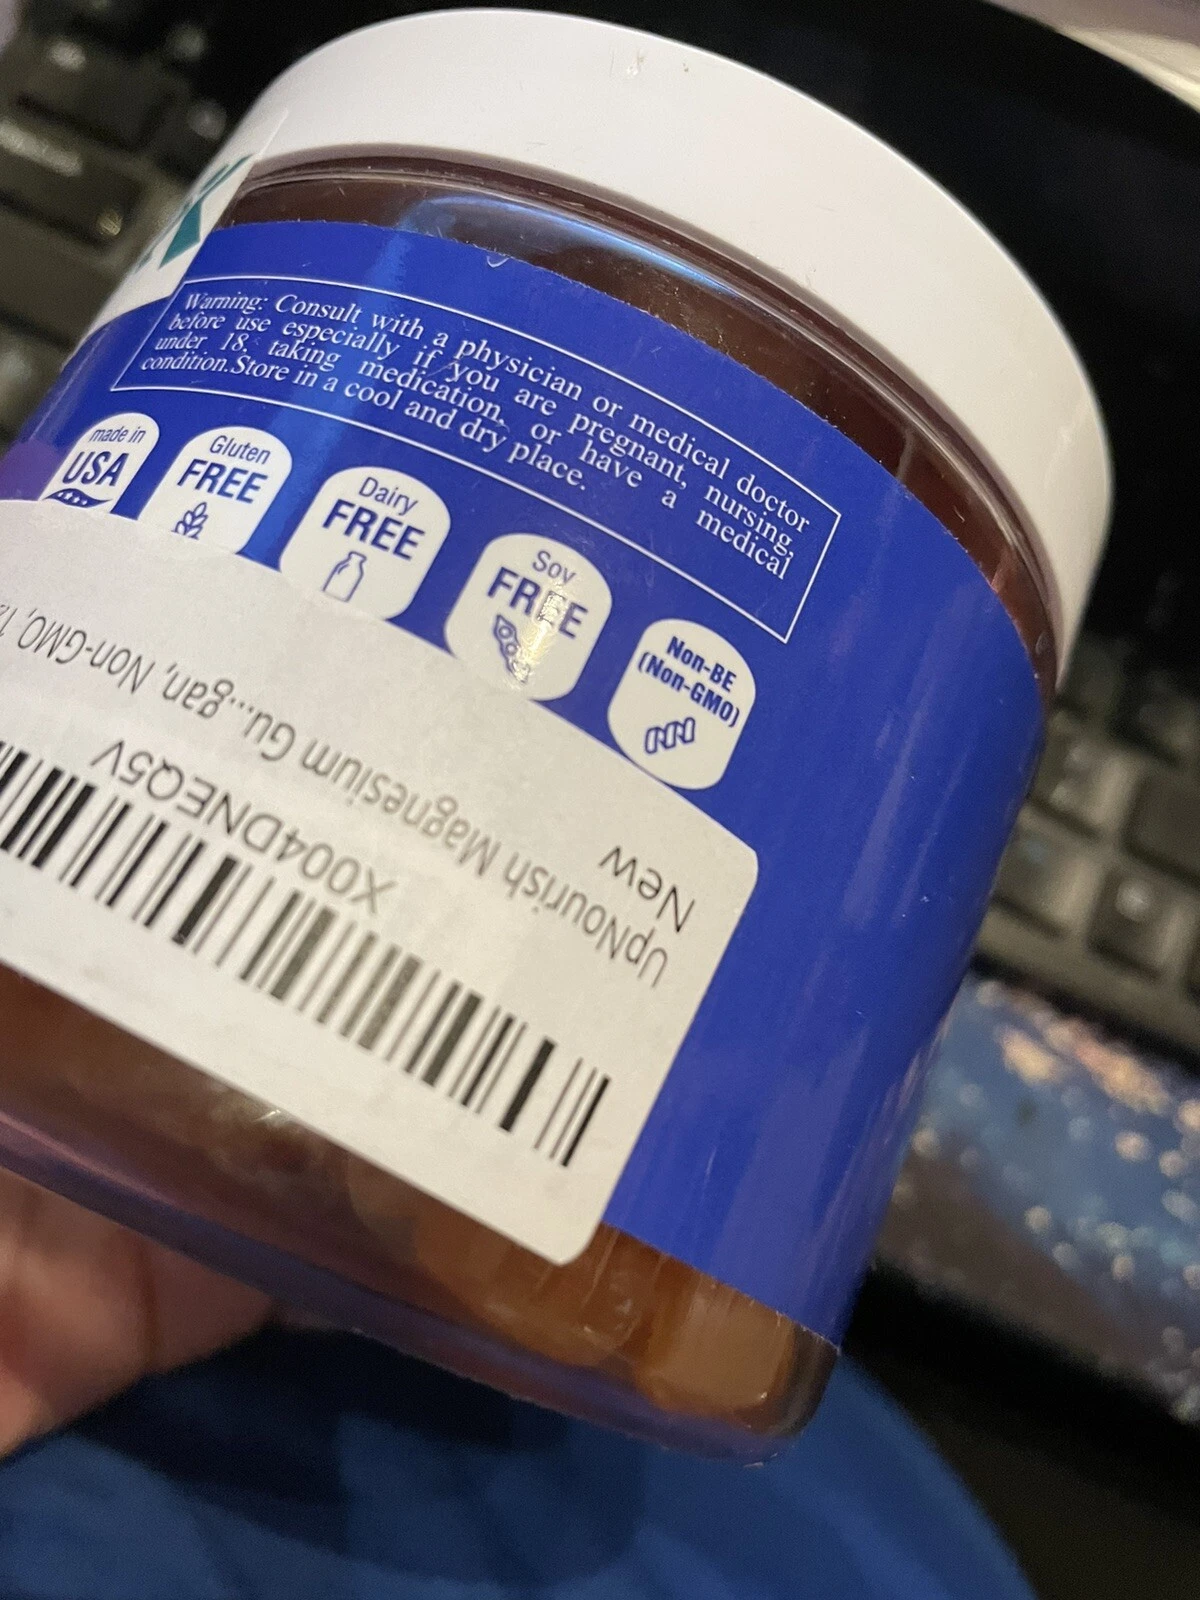 Warning: Consult with a physician or medical doctor
before use especially if you are pregnant, nursing,
under 18, taking medication, or have a medical
condition.Store in a cool and dry place.
made in
USA
Gluten
FREE
Dairy
FREE
Soy
FREE
Non-BE
(Non-GMO)
New
UpNourish Magnesium Gu...gan, Non-GMO,
X004DNEQ5V